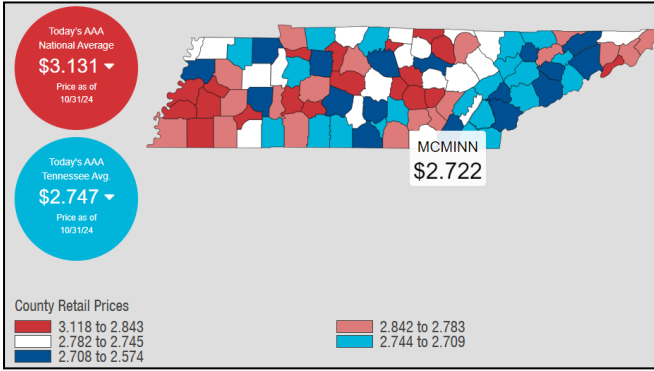 Today's AAA
National Average
$3.131
Price as of
10/31/24
Today's AAA
Tennessee Avg.
$2.747
Price as of
10/31/24
MCMINN
$2.722
County Retail Prices
3.118 to 2.843
2.842 to 2.783
2.782 to 2.745
2.744 to 2.709
2.708 to 2.574